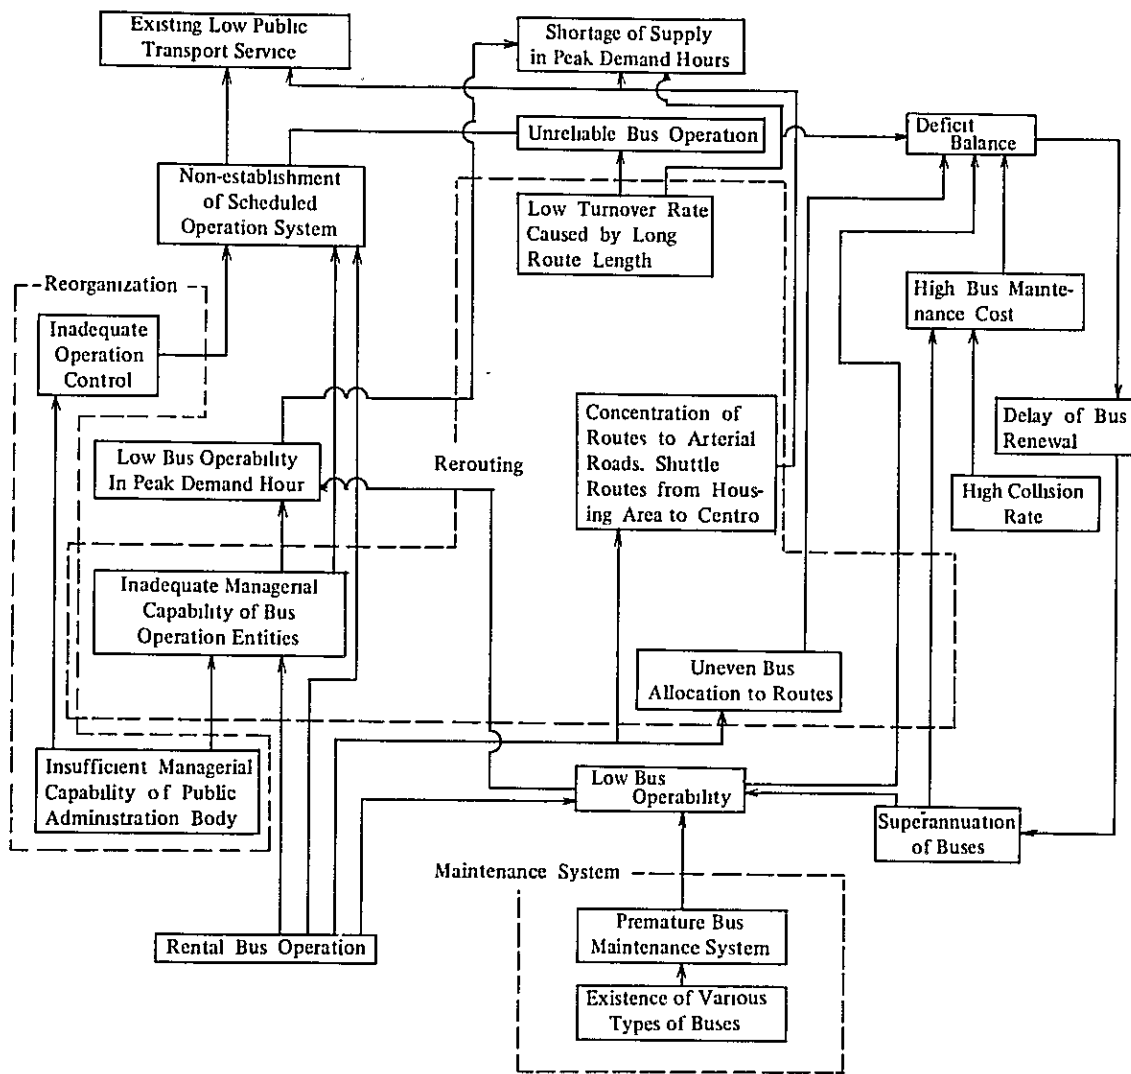 Existing Low Public
Transport Service
Shortage of Supply
in Peak Demand Hours
Unreliable Bus Operation
Deficit
Balance
Non-establishment
of Scheduled
Operation System
Low Turnover Rate
Caused by Long
Route Length
Reorganization
High Bus Mainte-
nance Cost
Inadequate
Operation
Control
Concentration of
Routes to Arterial
Roads. Shuttle
Routes from Hous-
ing Area to Centro
Delay of Bus
Renewal
Low Bus Operability
In Peak Demand Hour
Rerouting
High Collision
Rate
Inadequate Managerial
Capability of Bus
Operation Entities
Uneven Bus
Allocation to Routes
Insufficient Managerial
Capability of Public
Administration Body
Low Bus
Operability
Superannuation
of Buses
Maintenance System
Premature Bus
Maintenance System
Rental Bus Operation
Existence of Various
Types of Buses